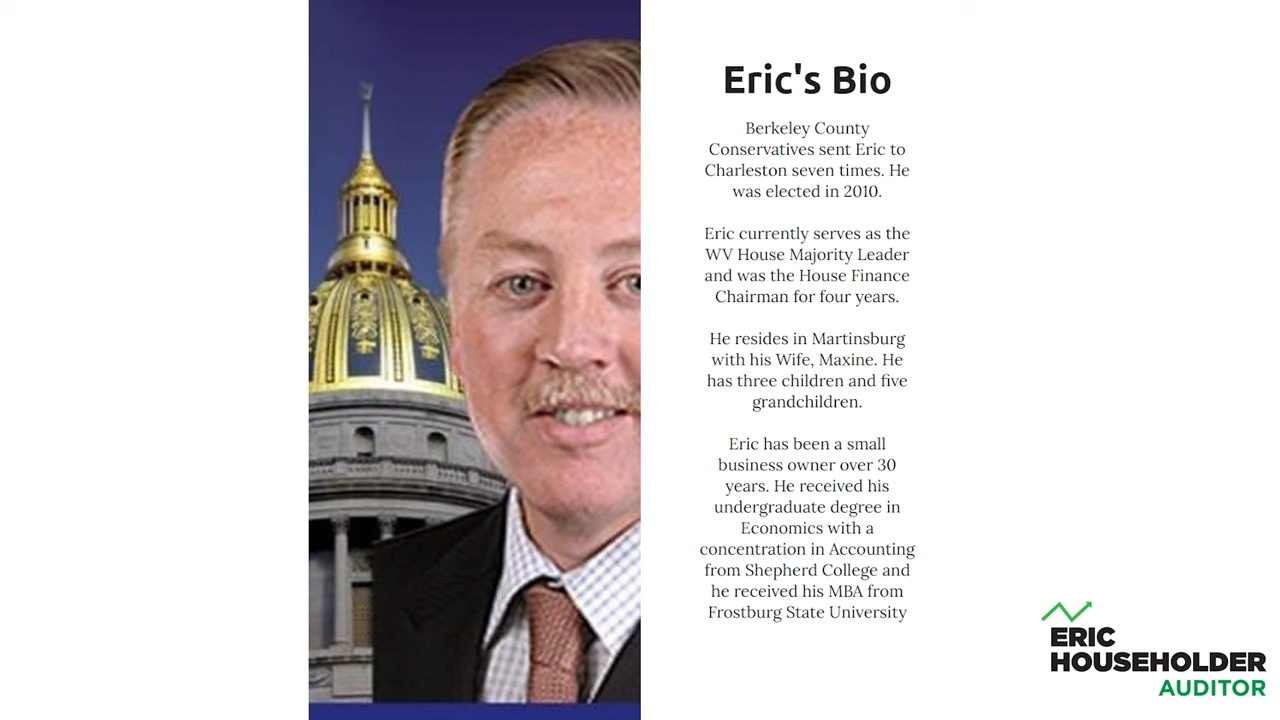 Eric's Bio
Berkeley County
Conservatives sent Eric to
Charleston seven times. He
was elected in 2010.
Eric currently serves as the
WV House Majority Leader
and was the House Finance
Chairman for four years.
He resides in Martinsburg
with his Wife, Maxine. He
has three children and five
grandchildren.
Eric has been a small
business owner over 30
years. He received his
undergraduate degree in
Economics with a
concentration in Accounting
from Shepherd College and
he received his MBA from
Frostburg State University
ERIC
HOUSEHOLDER
AUDITOR